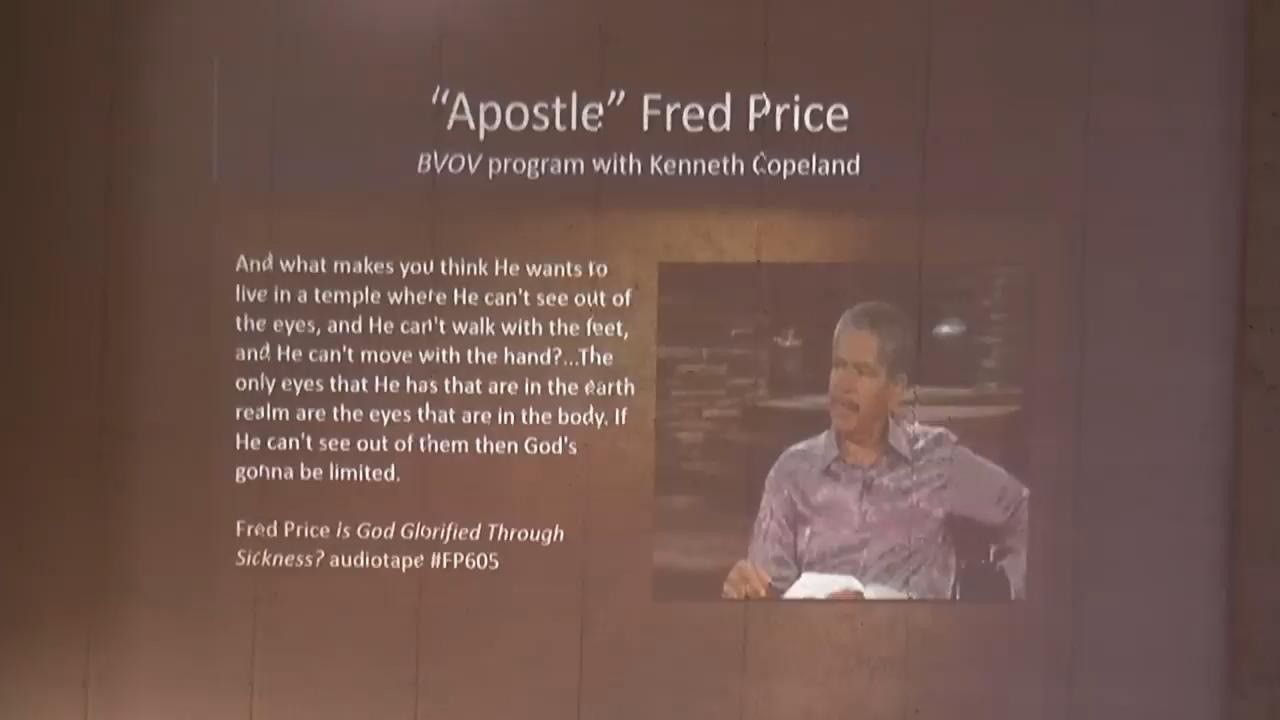 “Apostle” Fred Price
BVOV program with Kenneth Copeland
And what makes you think He wants to
live in a temple where He can't see out of
the eyes, and He can't walk with the feet,
and He can't move with the hand?...The
only eyes that He has that are in the earth
realm are the eyes that are in the body. If
He can't see out of them then God's
gonna be limited.
Fred Price is God Glorified Through
Sickness? audiotape #FP605